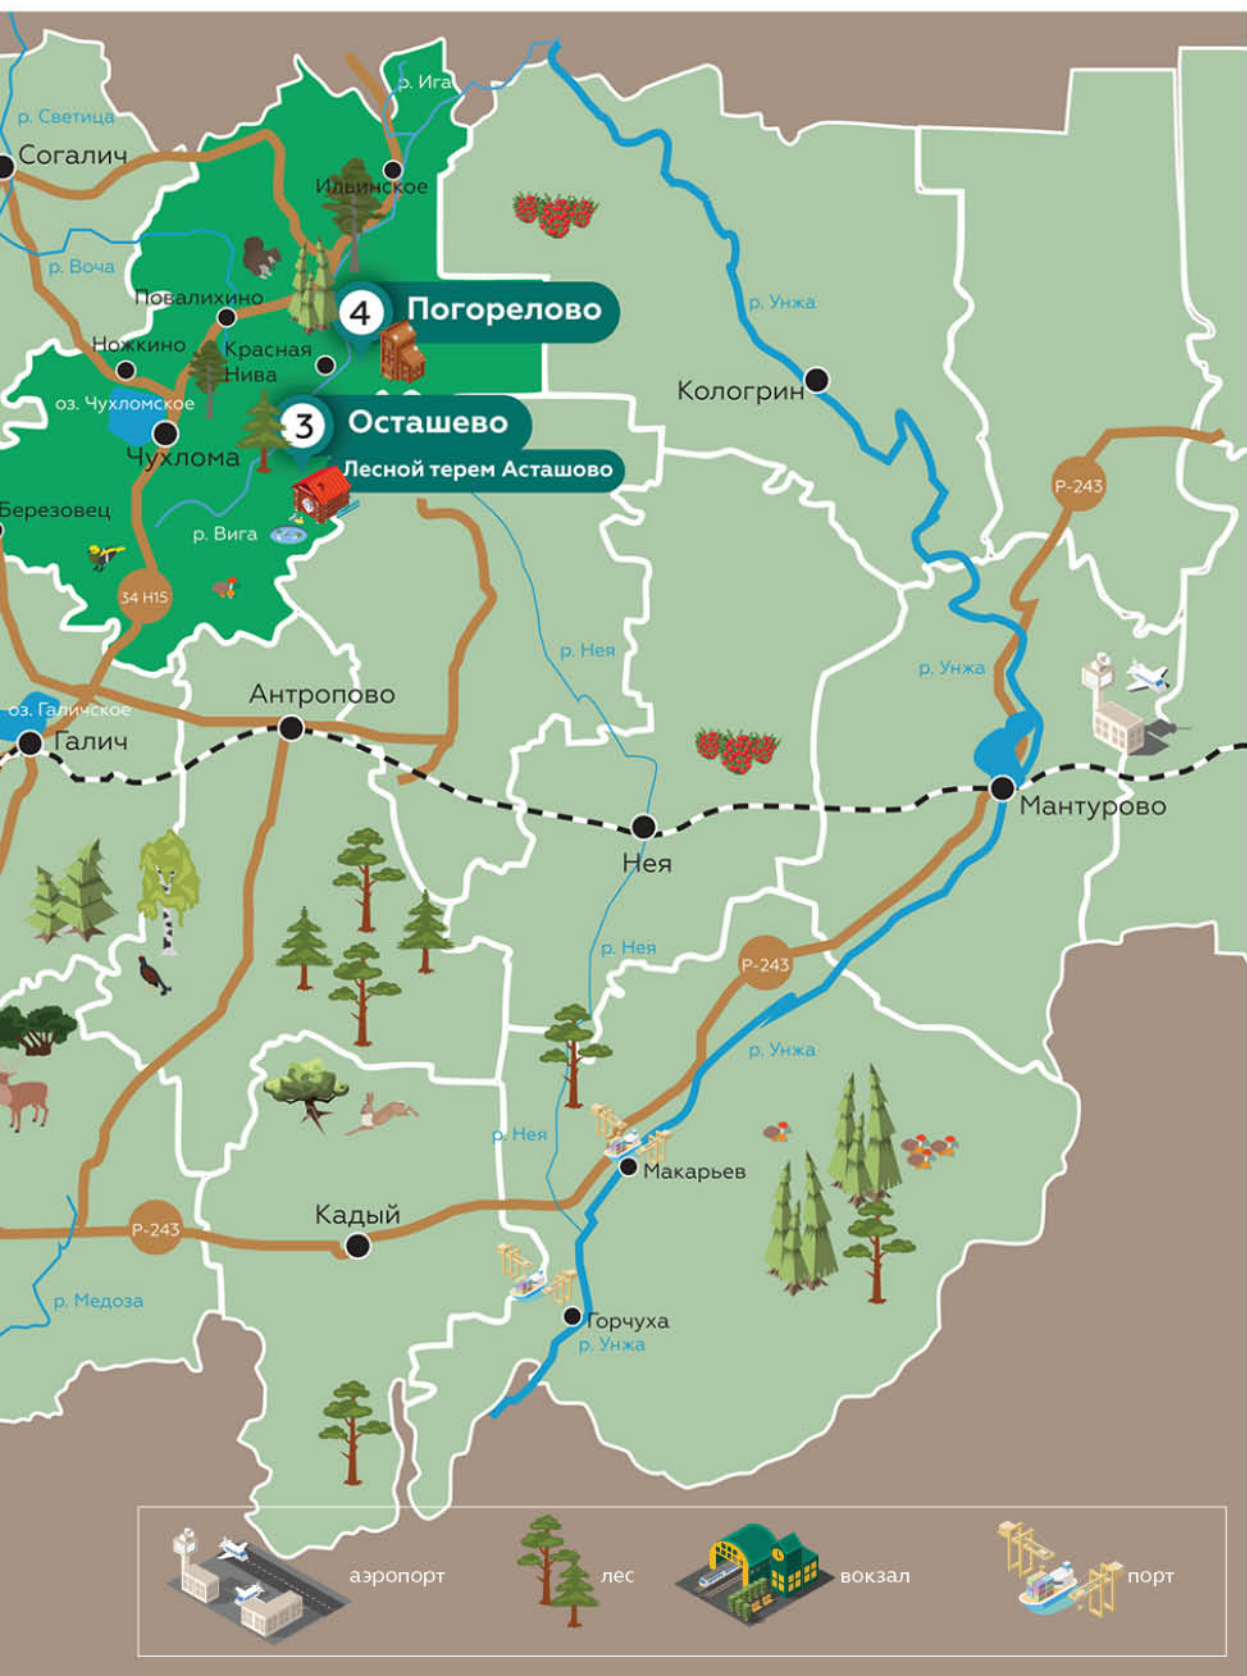 р. Ига
р. Светица
Согалич
Ильинское
р. Воча
Повалихино
р. Унжа
4
Погорелово
Ножкино
Красная
Нива
Кологрив
оз. Чухломское
3
Осташево
Чухлома
Лесной терем Асташово
Р-243
Березовец
р. Вига
34 Н15
р. Нея
р. Унжа
Антропово
оз. Галичское
Галич
Мантурово
Нея
р. Нея
Р-243
р. Унжа
р. Нея
Макарьев
Кадый
Р-243
р. Медоза
Горчуха
р. Унжа
аэропорт
лес
вокзал
порт